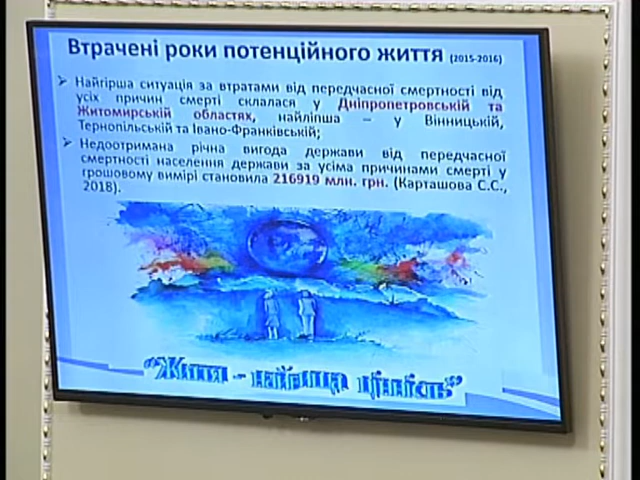 Втрачені роки потенційного життя (2015-2016)
Найгірша ситуація за втратами від передчасної смертності від
усіх причин смерті склалася у Дніпропетровській та
Житомирській областях, найліпша – у Вінницькій,
Тернопільській та Івано-Франківській;
Недоотримана річна вигода держави від передчасної
смертності населення держави за усіма причинами смерті у
грошовому вимірі становила 216919 млн. грн. (Карташова С.С.,
2018).
"Життя - найвища цінність"